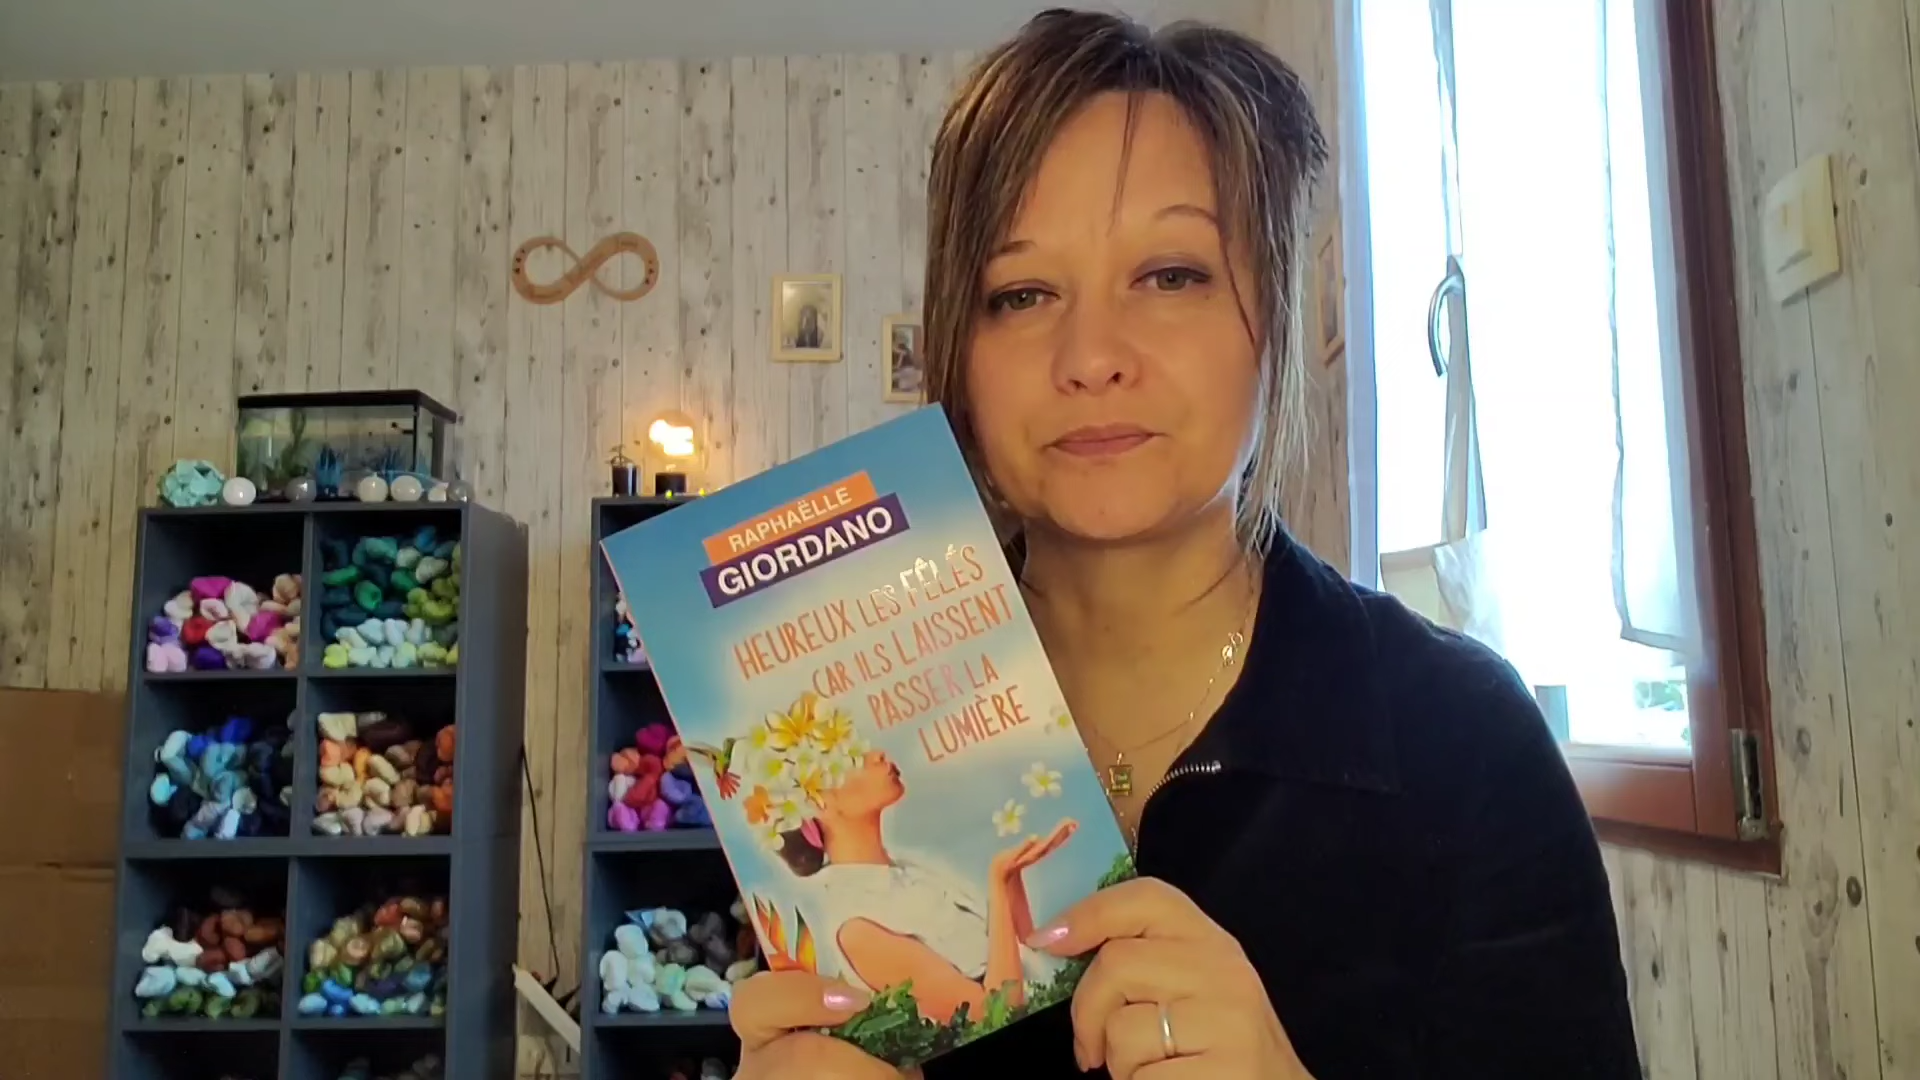 RAPHAËLLE
GIORDANO
HEUREUX LES FÊLÉS
CAR ILS LAISSENT
PASSER LA
LUMIÈRE